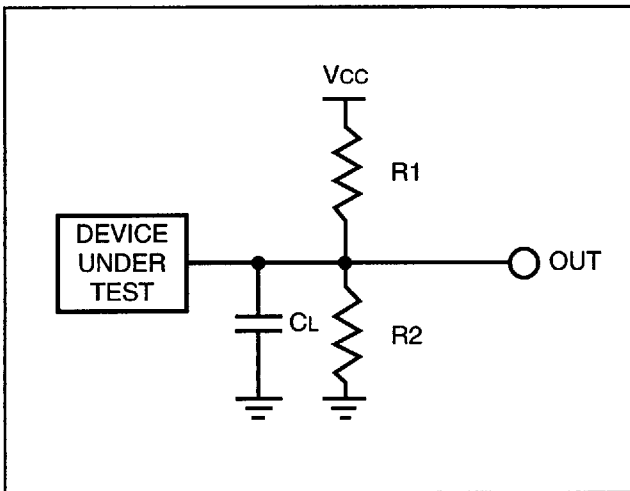 Vcc
R1
DEVICE
UNDER
TEST
OUT
CL
R2